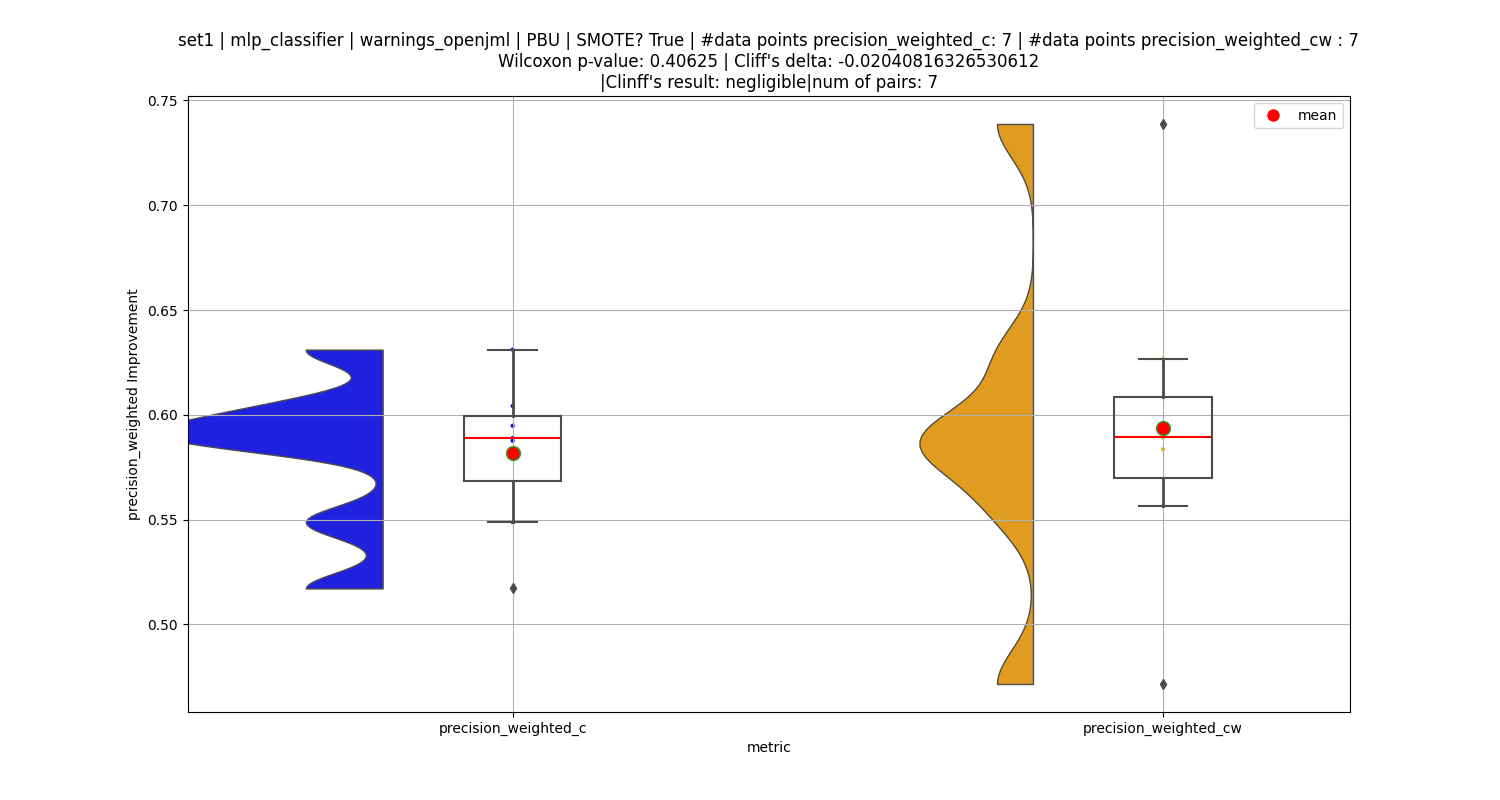 set1 | mlp_classifier | warnings_openjml | PBU | SMOTE? True | #data points precision_weighted_c: 7 | #data points precision_weighted_cw : 7
Wilcoxon p-value: 0.40625 | Cliff's delta: -0.02040816326530612
|Clinff's result: negligible|num of pairs: 7
mean
0.75
0.70
0.65
0.60
0.55
0.50
precision_weighted Improvement
precision_weighted_c
precision_weighted_cw
metric